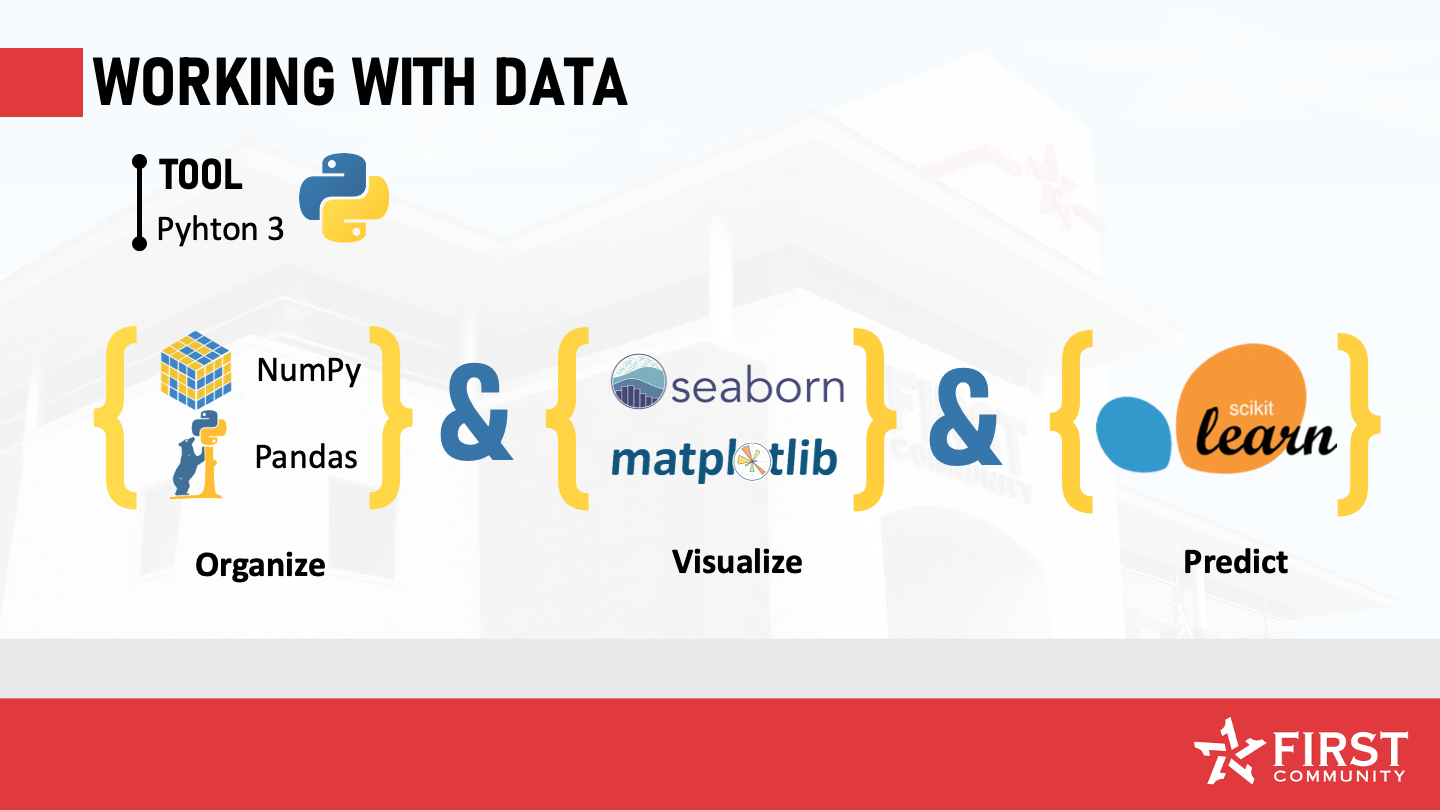 WORKING WITH DATA
TOOL
Pyhton 3
NumPy
Pandas
&
seaborn
matplotlib
&
scikit
learn
Organize
Visualize
Predict
FIRST
COMMUNITY